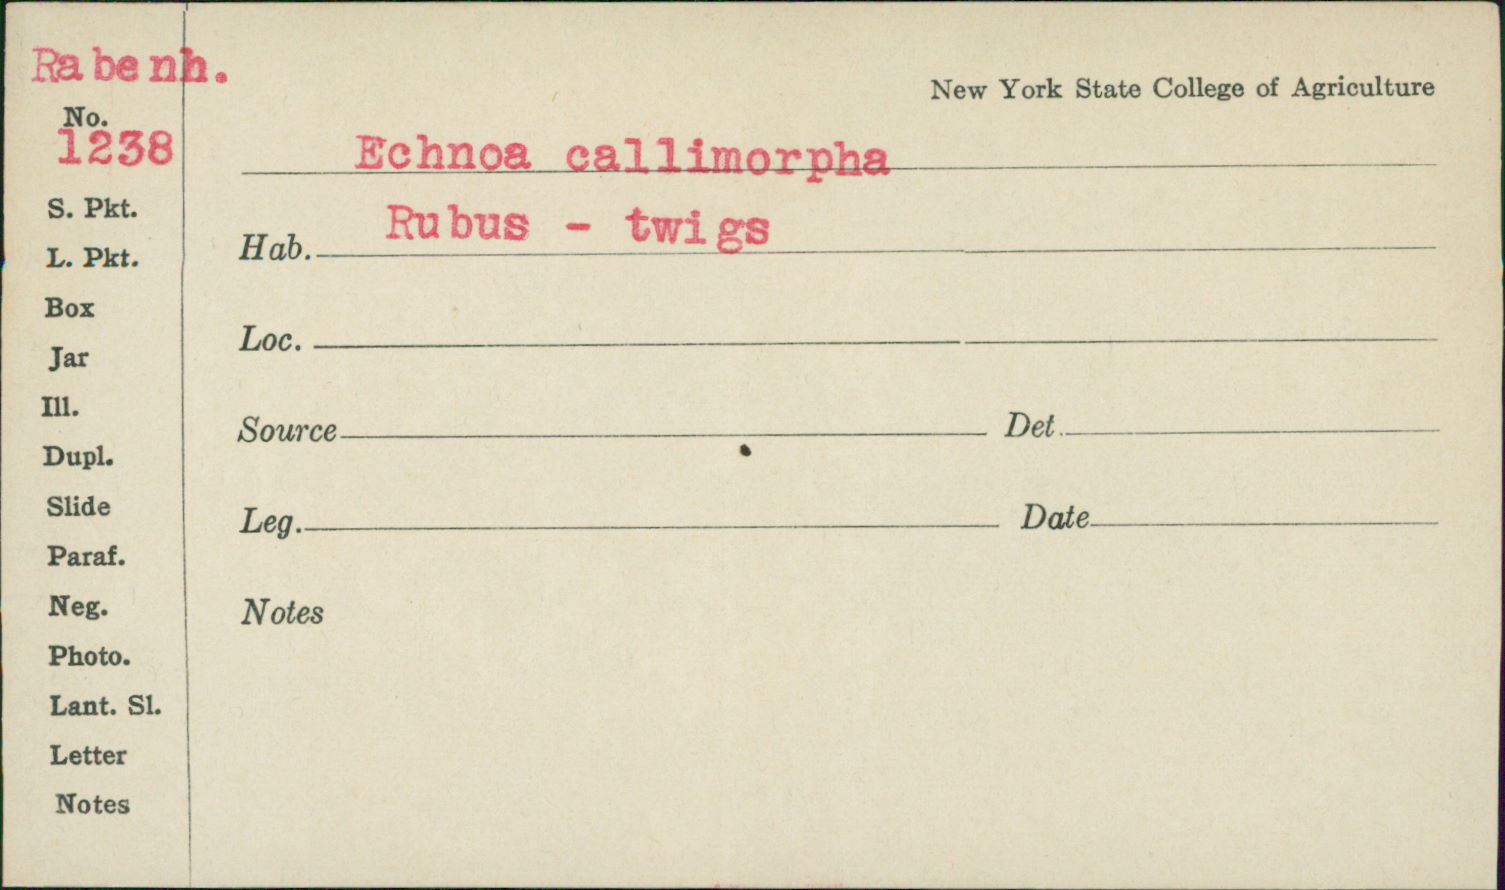 Rabenh.
New York State College of Agriculture
No.
1238
Echnoa callimorpha
S. Pkt.
Rubus - twigs
Hab.
L. Pkt.
Box
Loc.
Jar
Ill.
Source Det.
Dupl.
Slide
Leg. Date
Paraf.
Neg.
Notes
Photo.
Lant. Sl.
Letter
Notes